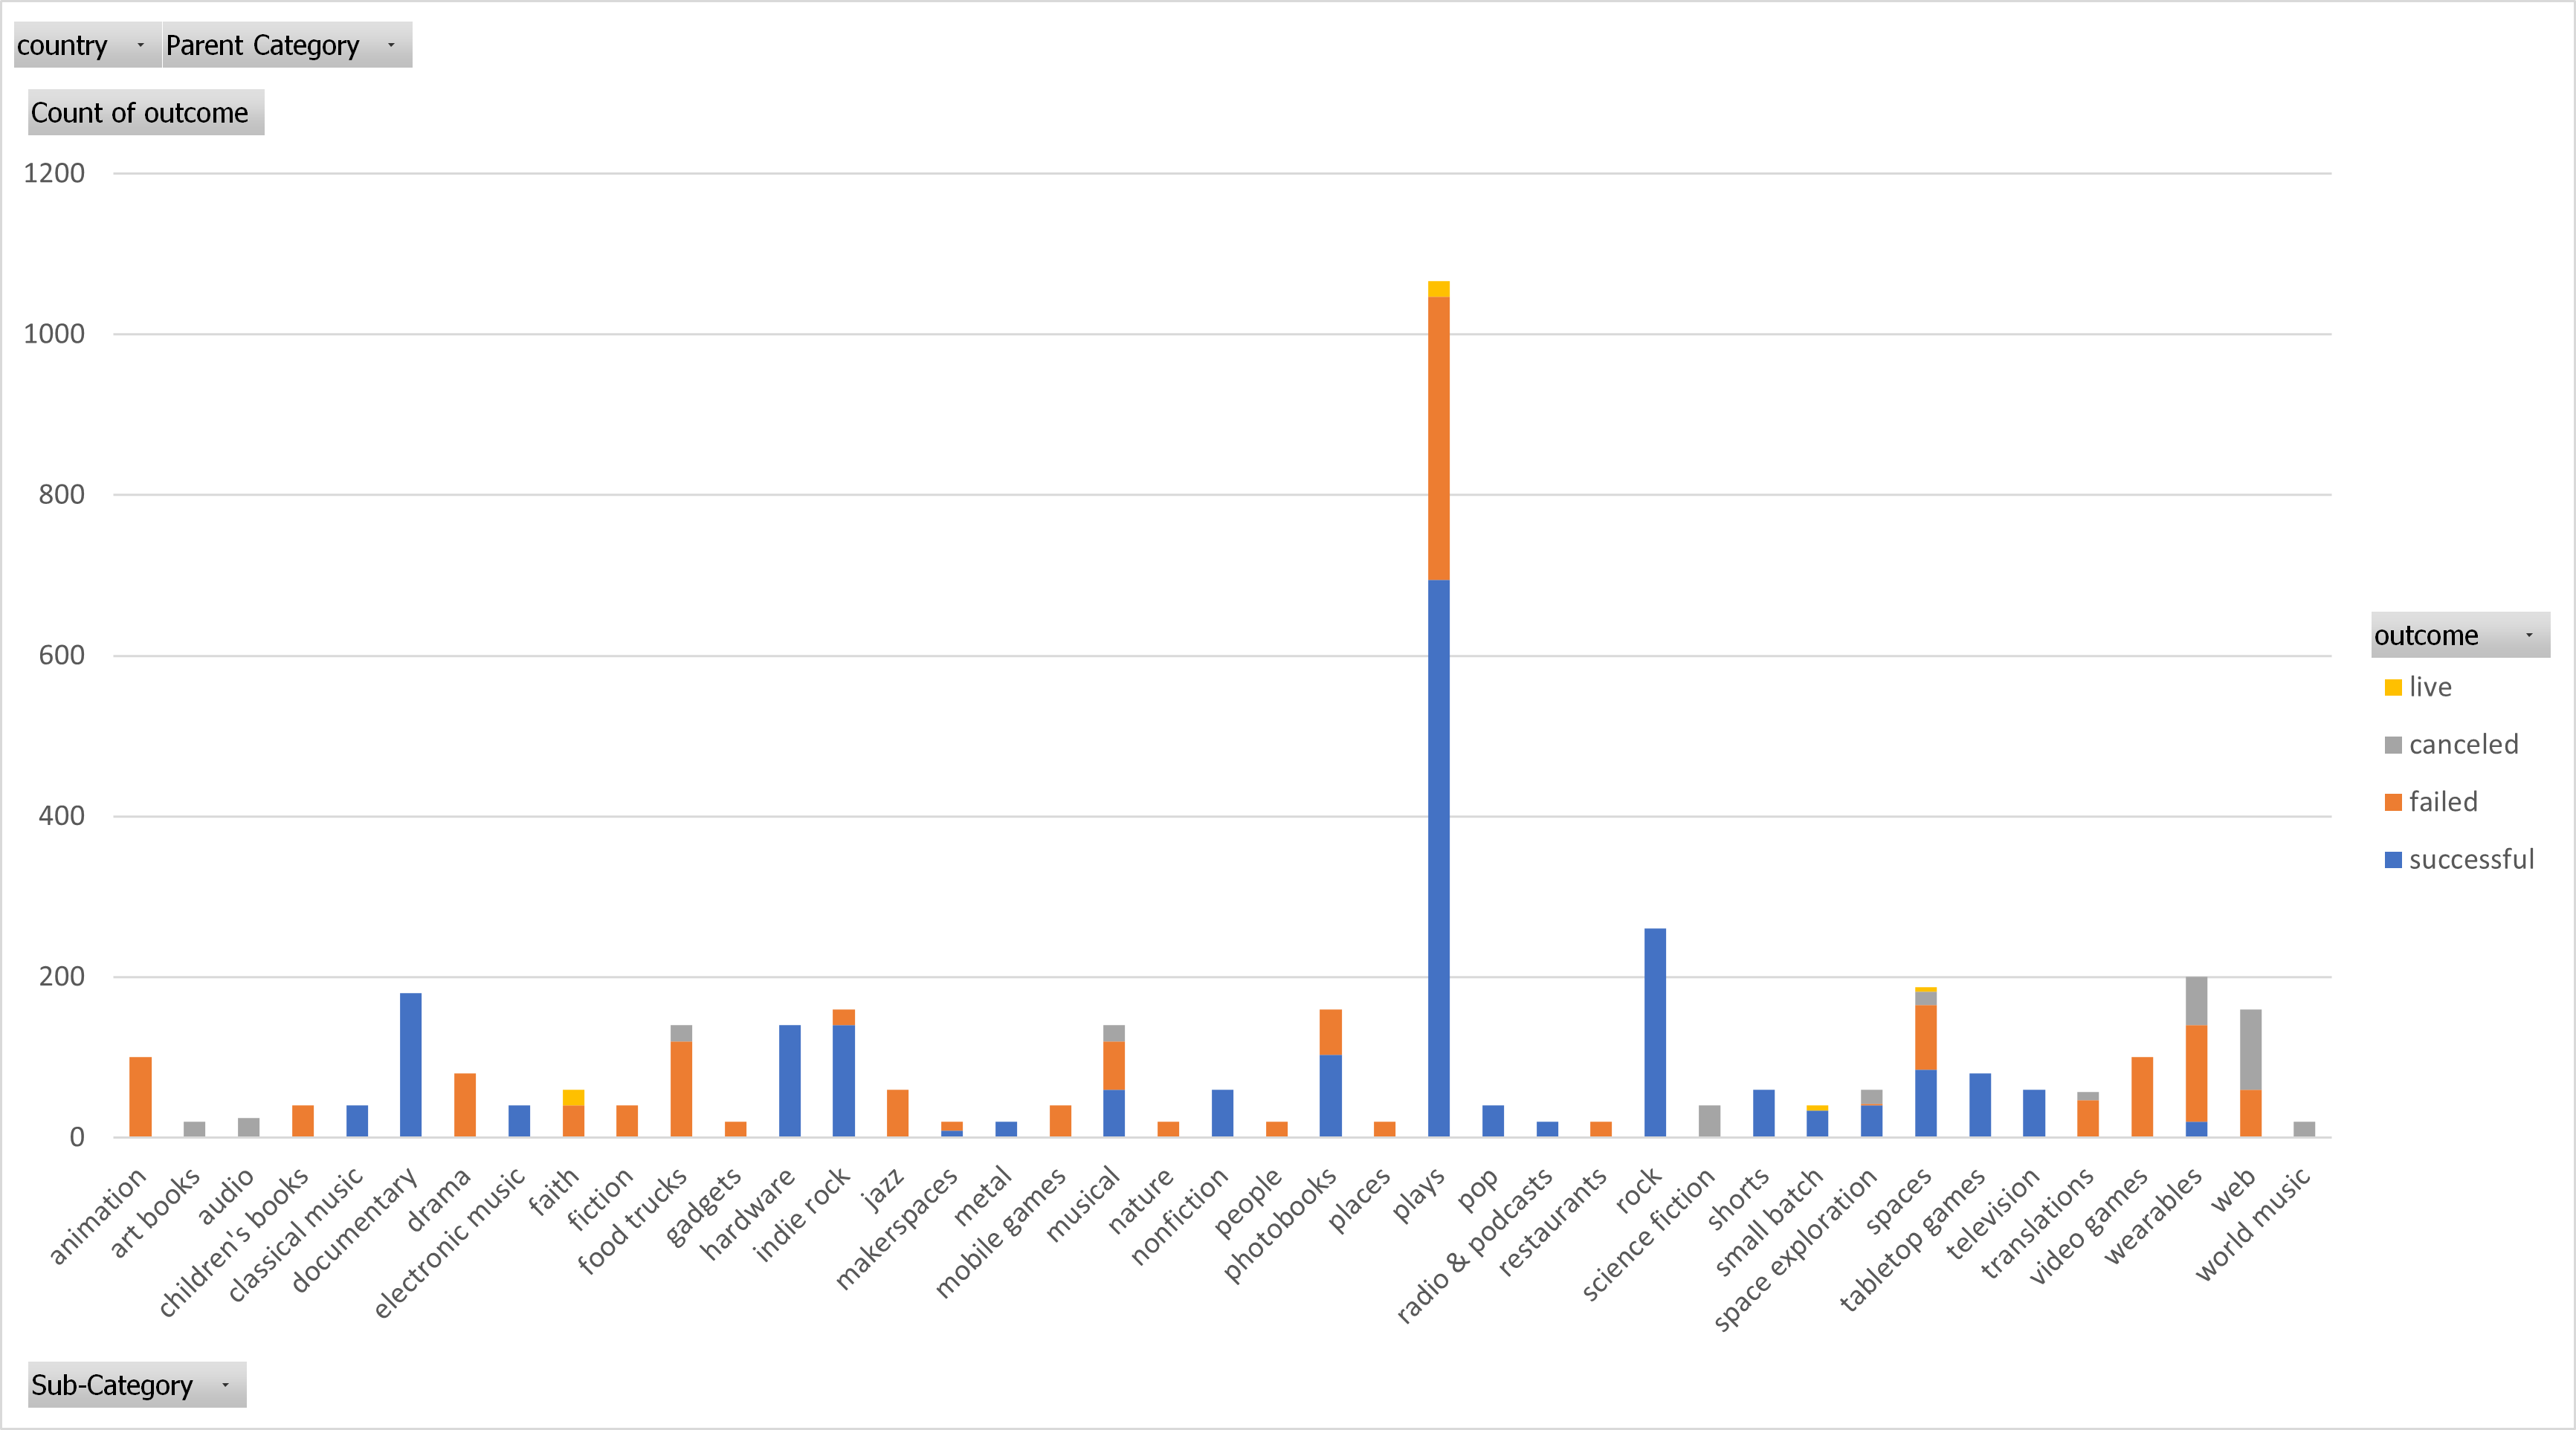 country
Parent Category
Count of outcome
1200
1000
800
600
400
200
0
animation
art books
audio
children's books
classical music
documentary
drama
electronic music
faith
fiction
food trucks
gadgets
hardware
indie rock
jazz
makerspaces
metal
mobile games
musical
nature
nonfiction
people
photobooks
places
plays
pop
radio & podcasts
restaurants
rock
science fiction
shorts
small batch
space exploration
spaces
tabletop games
television
translations
video games
wearables
web
world music
outcome
live
canceled
failed
successful
Sub-Category